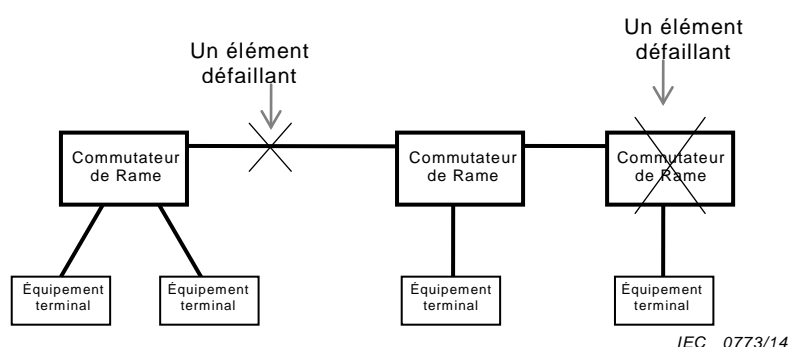 Un élément
défaillant
Un élément
défaillant
Commutateur
de Rame
Commutateur
de Rame
Commutateur
de Rame
Équipement
terminal
Équipement
terminal
Équipement
terminal
Équipement
terminal
IEC 0773/14